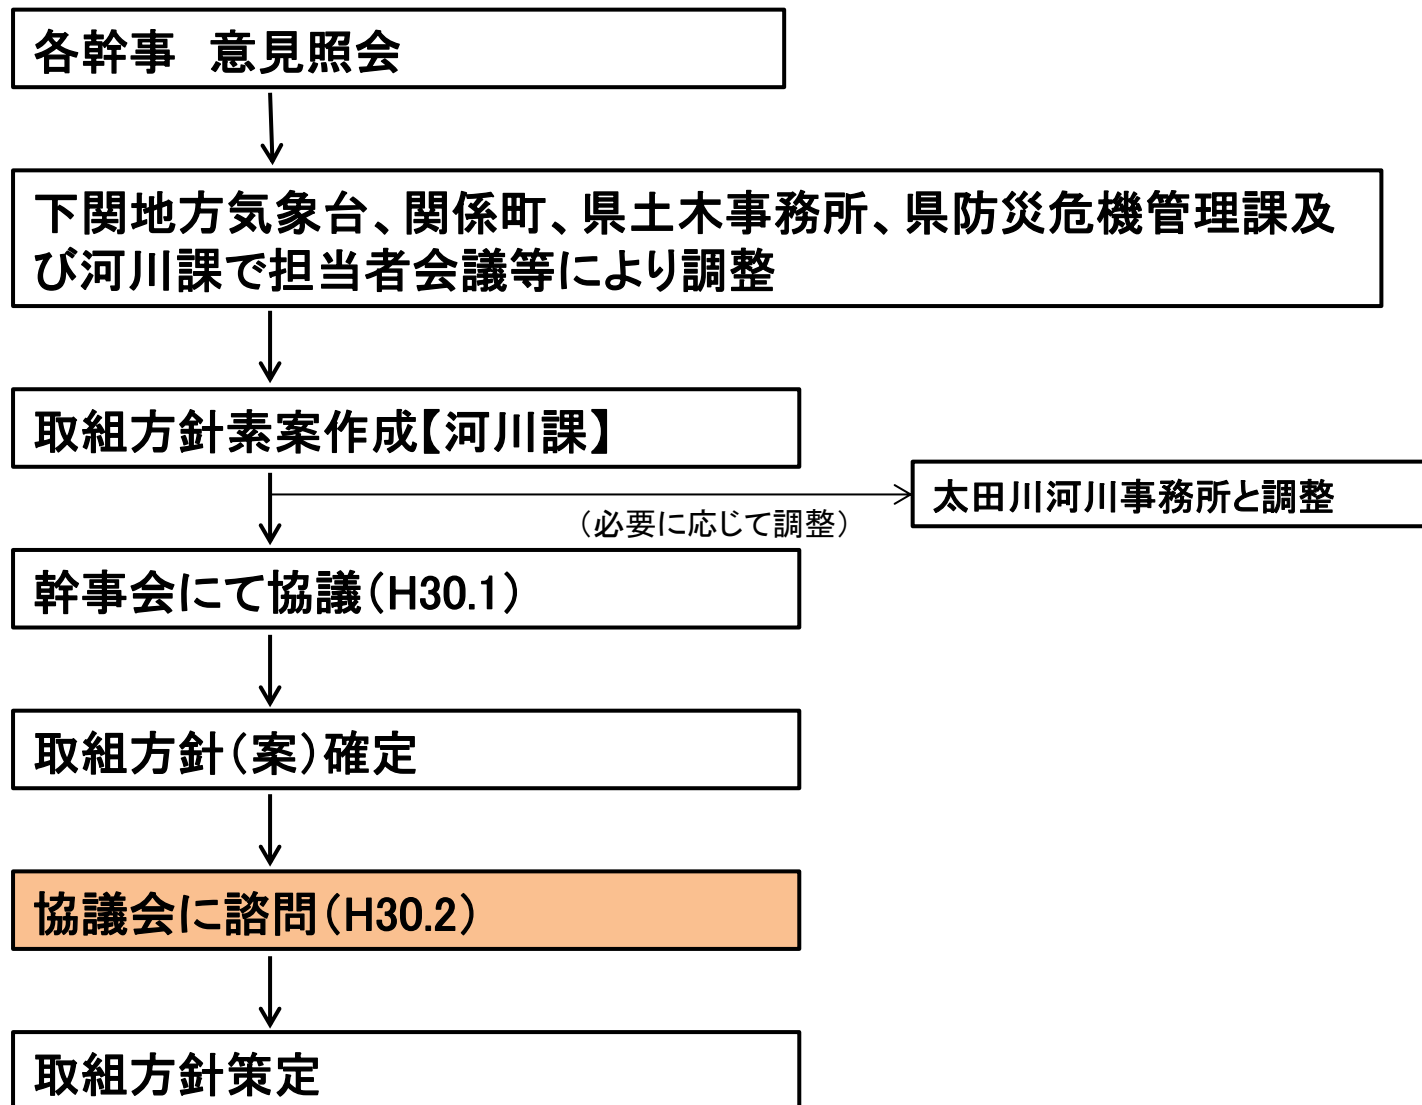 各幹事　意見照会
下関地方気象台、関係町、県土木事務所、県防災危機管理課及
び河川課で担当者会議等により調整
取組方針素案作成【河川課】
太田川河川事務所と調整
（必要に応じて調整）
幹事会にて協議（H30.1）
取組方針（案）確定
協議会に諮問（H30.2）
取組方針策定